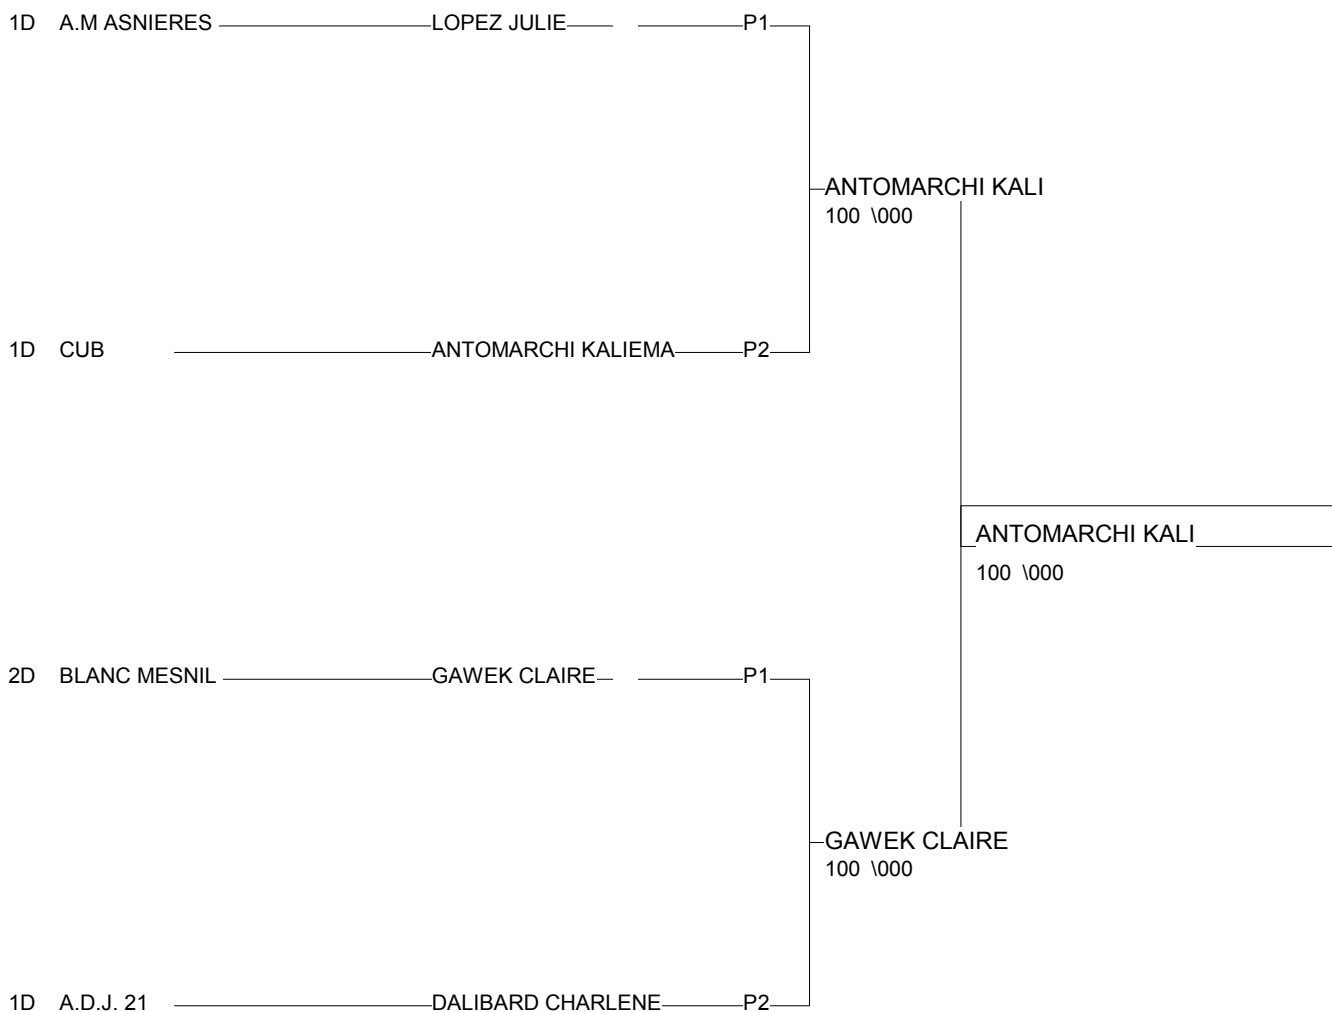 1D A.M ASNIERES LOPEZ JULIE P1
ANTOMARCHI KALI
100 \000
1D CUB ANTOMARCHI KALIEMA P2
ANTOMARCHI KALI
100 \000
2D BLANC MESNIL GAWEK CLAIRE P1
GAWEK CLAIRE
100 \000
1D A.D.J. 21 DALIBARD CHARLENE P2